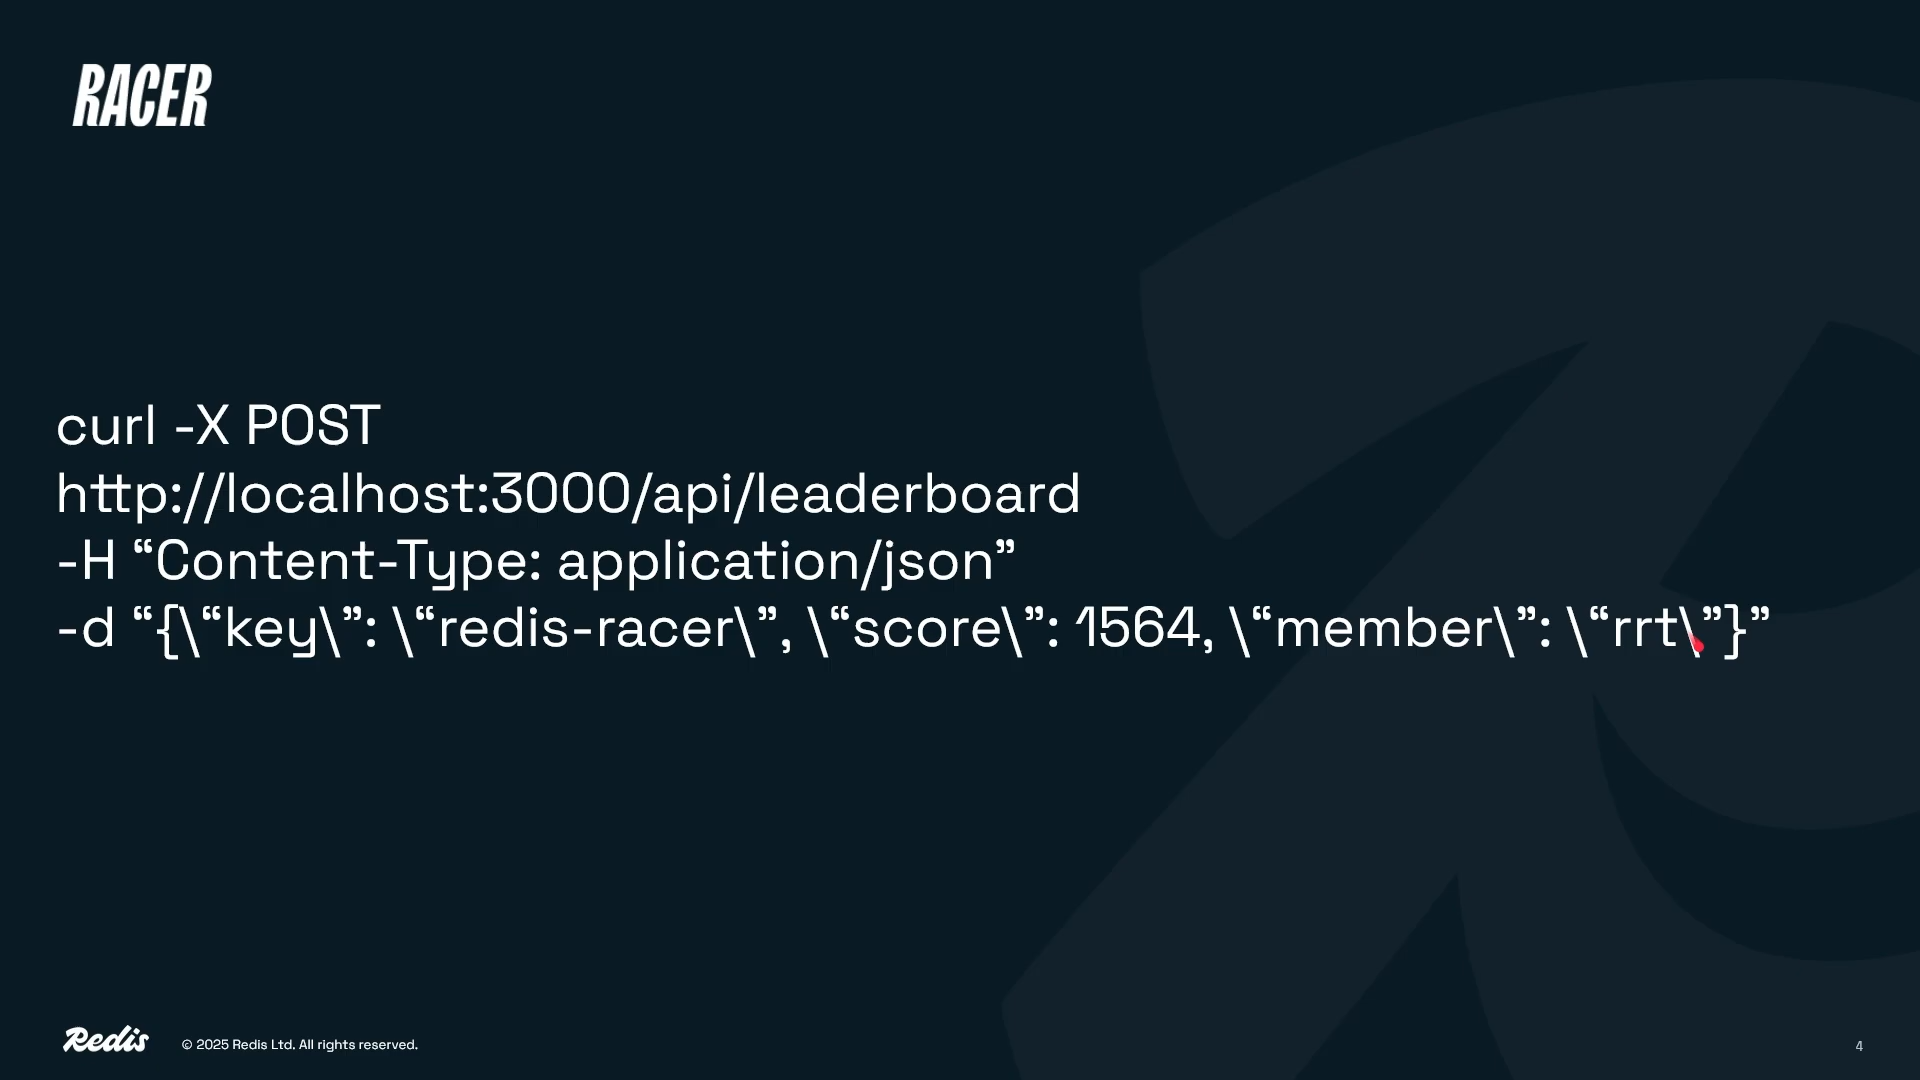 RACER
curl -X POST
http://localhost:3000/api/leaderboard
-H “Content-Type: application/json”
-d “{\“key\”: \“redis-racer\”, \“score\”: 1564, \“member\”: \“rrt\”}”
Redis
© 2025 Redis Ltd. All rights reserved.
4